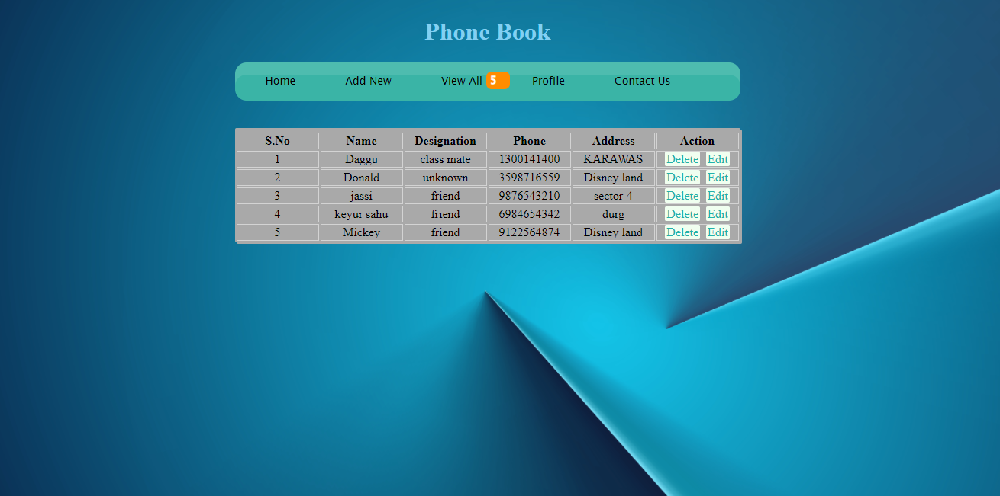 Phone Book
Home Add New View All 5 Profile Contact Us
S.No Name Designation Phone Address Action
1 Daggu class mate 1300141400 KARAWAS Delete Edit
2 Donald unknown 3598716559 Disney land Delete Edit
3 jassi friend 9876543210 sector-4 Delete Edit
4 keyur sahu friend 6984654342 durg Delete Edit
5 Mickey friend 9122564874 Disney land Delete Edit